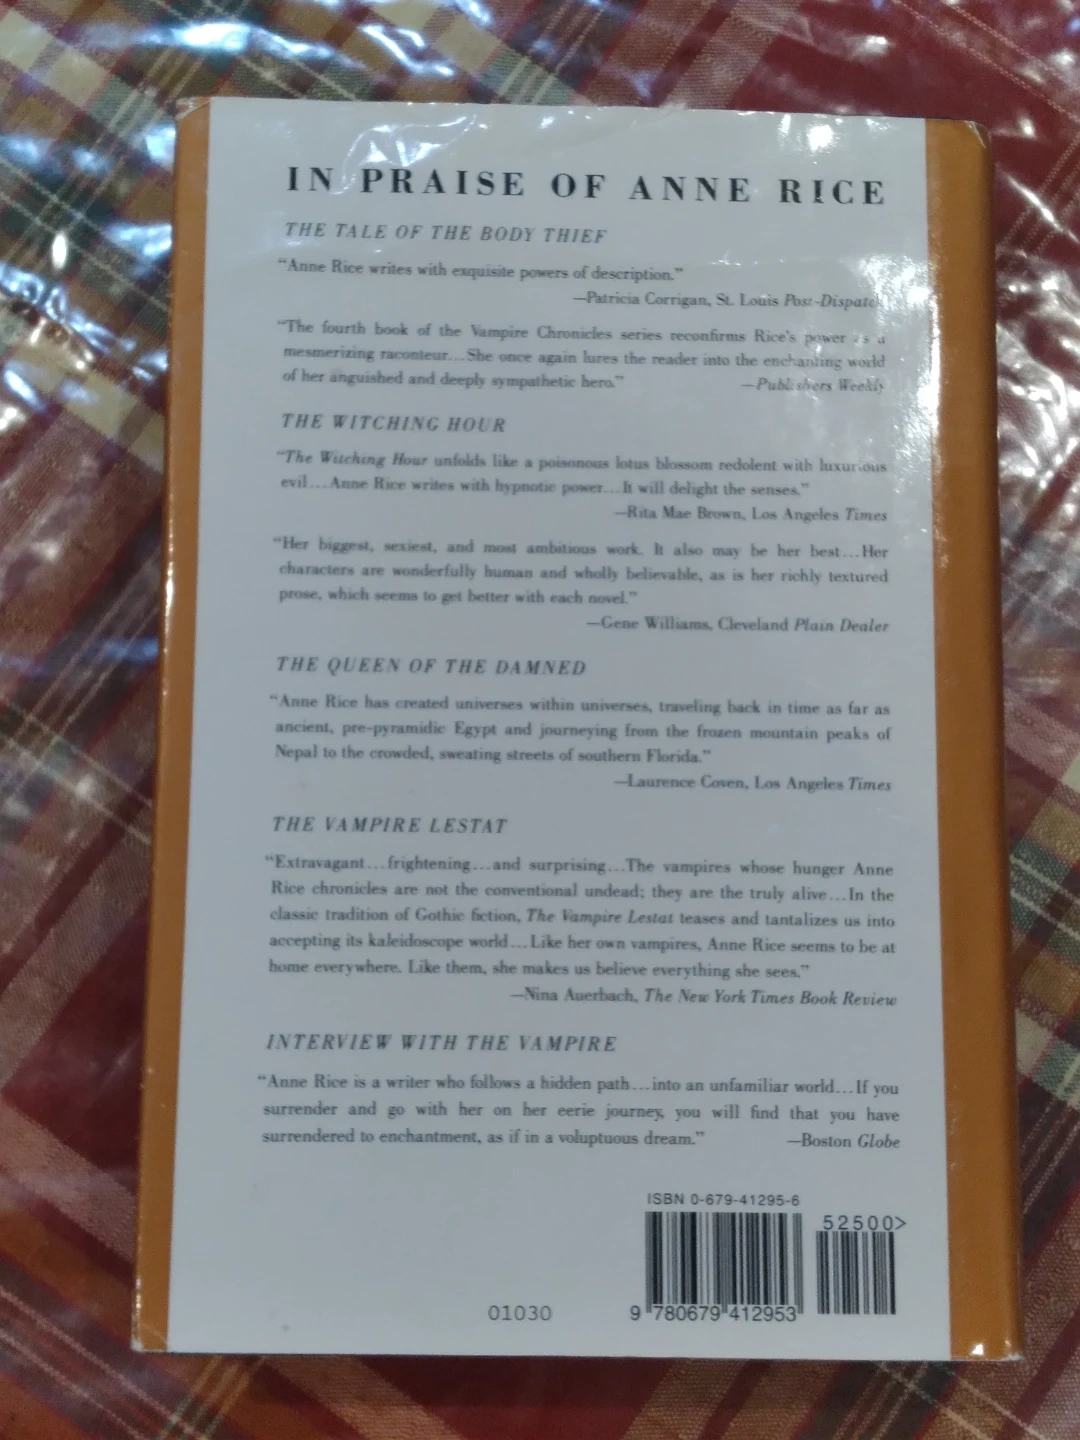 IN PRAISE OF ANNE RICE
THE TALE OF THE BODY THIEF
“Anne Rice writes with exquisite powers of description.”
—Patricia Corrigan, St. Louis Post-Dispatch
“The fourth book of the Vampire Chronicles series reconfirms Rice’s power as a
mesmerizing raconteur...She once again lures the reader into the enchanting world
of her anguished and deeply sympathetic hero.” —Publishers Weekly
THE WITCHING HOUR
“The Witching Hour unfolds like a poisonous lotus blossom redolent with luxurious
evil...Anne Rice writes with hypnotic power...It will delight the senses.”
—Rita Mae Brown, Los Angeles Times
“Her biggest, sexiest, and most ambitious work. It also may be her best...Her
characters are wonderfully human and wholly believable, as is her richly textured
prose, which seems to get better with each novel.”
—Gene Williams, Cleveland Plain Dealer
THE QUEEN OF THE DAMNED
“Anne Rice has created universes within universes, traveling back in time as far as
ancient, pre-pyramidic Egypt and journeying from the frozen mountain peaks of
Nepal to the crowded, sweating streets of southern Florida.”
—Laurence Coven, Los Angeles Times
THE VAMPIRE LESTAT
“Extravagant...frightening...and surprising...The vampires whose hunger Anne
Rice chronicles are not the conventional undead; they are the truly alive...In the
classic tradition of Gothic fiction, The Vampire Lestat teases and tantalizes us into
accepting its kaleidoscope world...Like her own vampires, Anne Rice seems to be at
home everywhere. Like them, she makes us believe everything she sees.”
—Nina Auerbach, The New York Times Book Review
INTERVIEW WITH THE VAMPIRE
“Anne Rice is a writer who follows a hidden path...into an unfamiliar world...If you
surrender and go with her on her eerie journey, you will find that you have
surrendered to enchantment, as if in a voluptuous dream.” —Boston Globe
ISBN 0-679-41295-6
52500>
01030
9 780679 412953